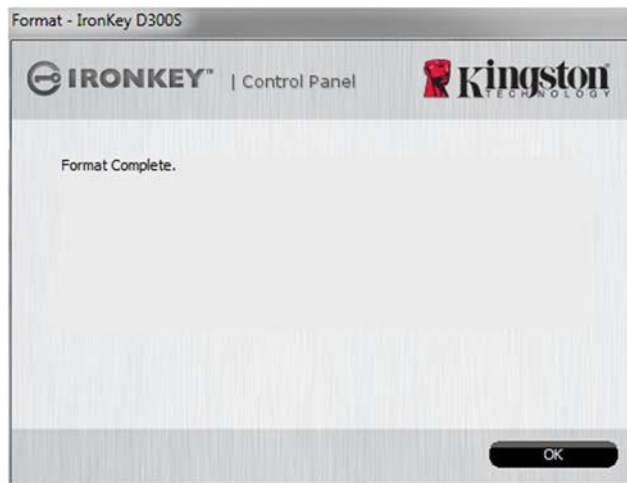 Format - IronKey D300S
IRONKEY™ | Control Panel
Kingston
TECHNOLOGY
Format Complete.
OK